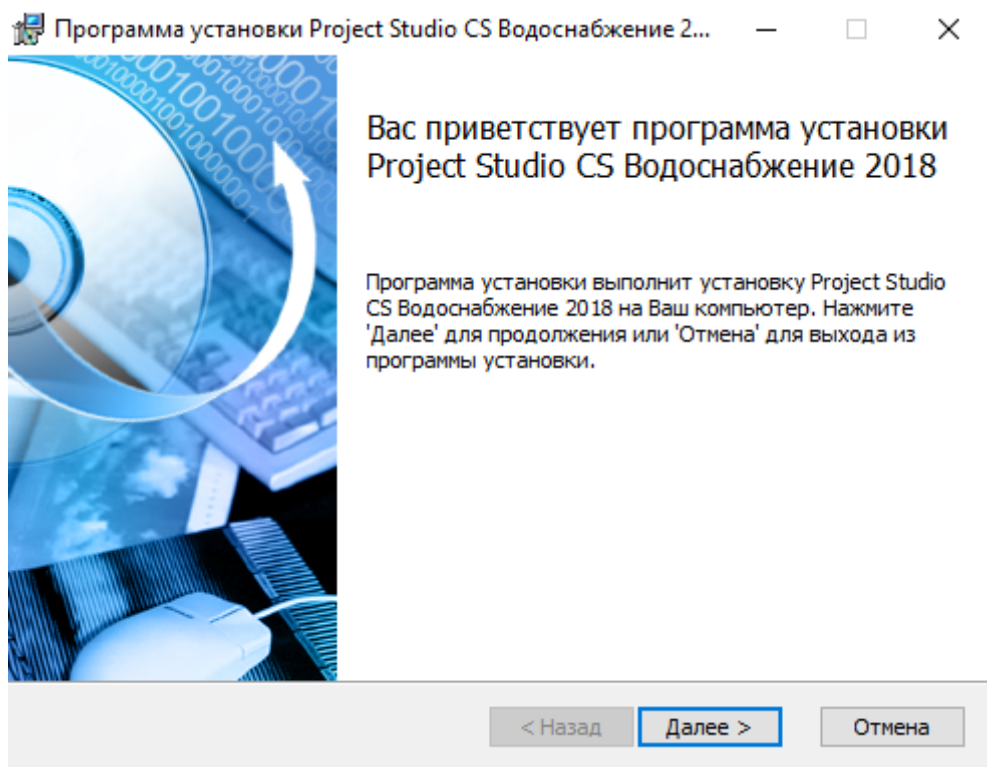 Программа установки Project Studio CS Водоснабжение 2...
Вас приветствует программа установки
Project Studio CS Водоснабжение 2018
Программа установки выполнит установку Project Studio
CS Водоснабжение 2018 на Ваш компьютер. Нажмите
'Далее' для продолжения или 'Отмена' для выхода из
программы установки.
< Назад
Далее >
Отмена